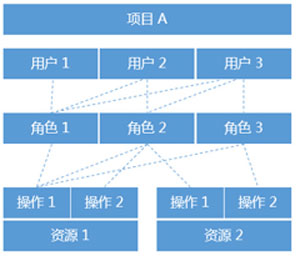 项目 A
用户 1 用户 2 用户 3
角色 1 角色 2 角色 3
操作 1 操作 2 操作 1 操作 2
资源 1 资源 2